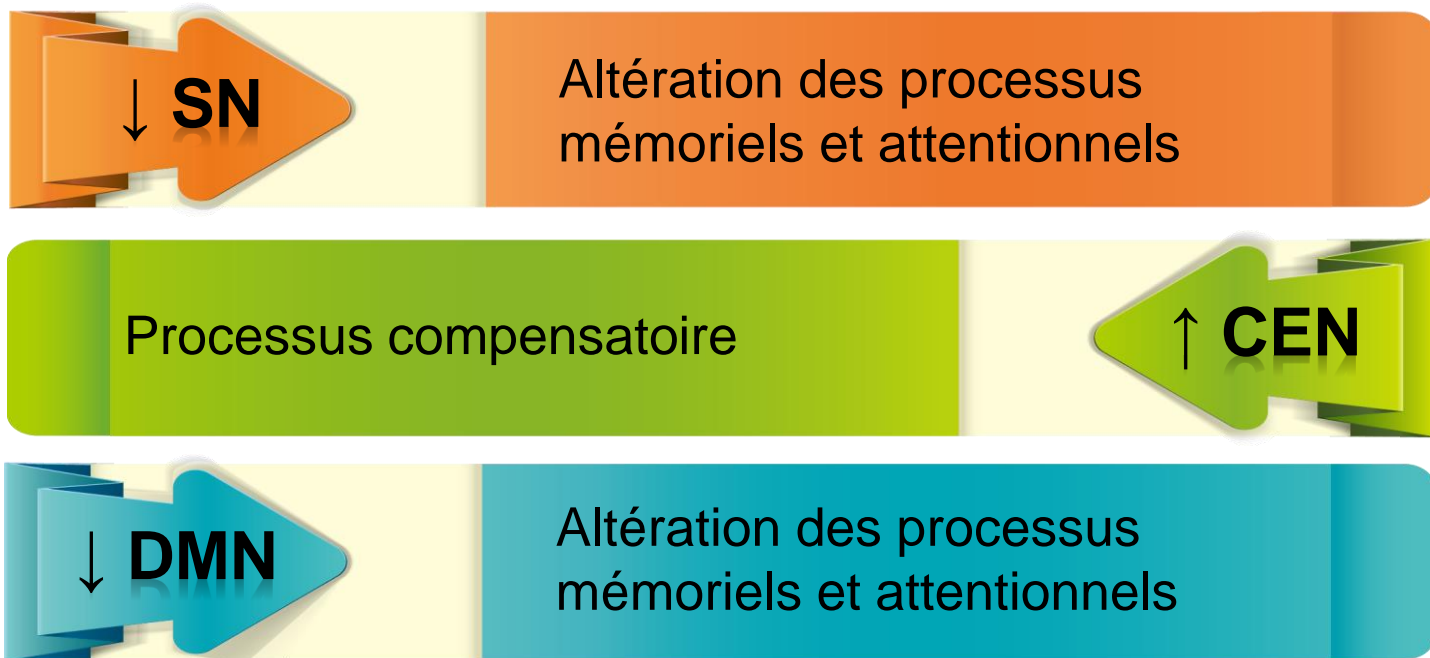 ↓ SN
Altération des processus
mémoriels et attentionnels
Processus compensatoire
↑ CEN
↓ DMN
Altération des processus
mémoriels et attentionnels